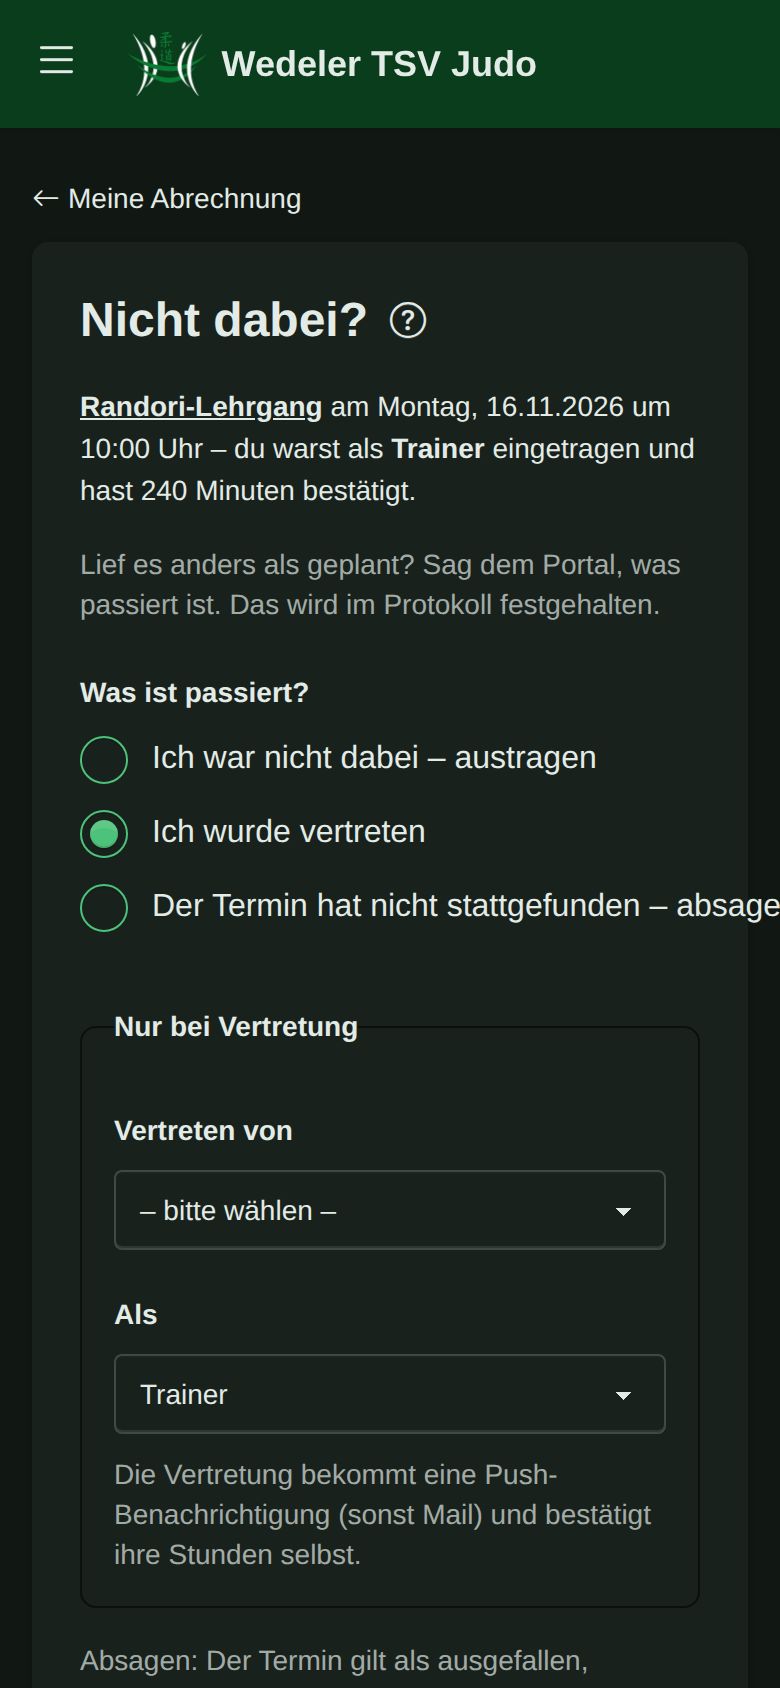 柔道
Wedeler TSV Judo
← Meine Abrechnung
Nicht dabei? ?
Randori-Lehrgang am Montag, 16.11.2026 um
10:00 Uhr – du warst als Trainer eingetragen und
hast 240 Minuten bestätigt.
Lief es anders als geplant? Sag dem Portal, was
passiert ist. Das wird im Protokoll festgehalten.
Was ist passiert?
Ich war nicht dabei – austragen
Ich wurde vertreten
Der Termin hat nicht stattgefunden – absage
Nur bei Vertretung
Vertreten von
– bitte wählen –
Als
Trainer
Die Vertretung bekommt eine Push-
Benachrichtigung (sonst Mail) und bestätigt
ihre Stunden selbst.
Absagen: Der Termin gilt als ausgefallen,